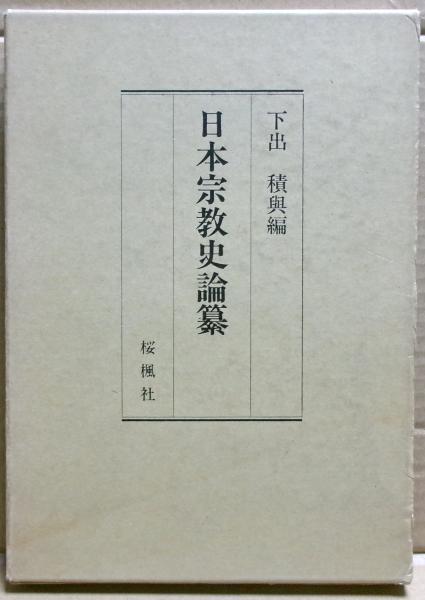 下出 積與編
日本宗教史論纂
桜楓社